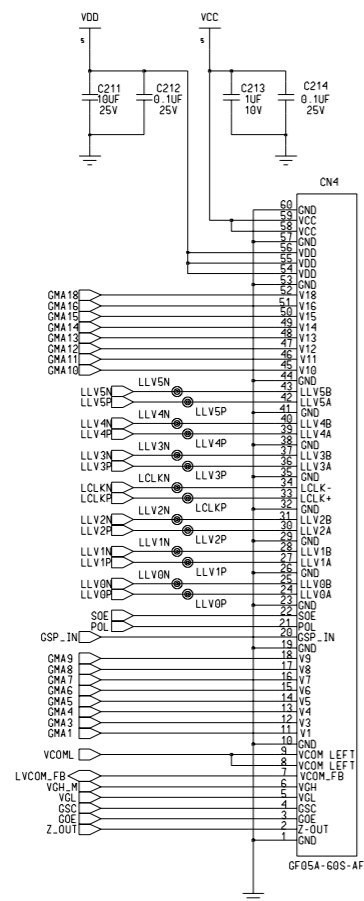 VDD
VCC
5
5
C211
10UF
25V
C212
0.1UF
25V
C213
1UF
10V
C214
0.1UF
25V
CN4
60 GND
59 VCC
58 VCC
57 GND
56 VDD
55 VDD
54 VDD
53 GND
GMA18 52 V18
GMA16 51 V16
GMA15 50 V15
GMA14 49 V14
GMA13 48 V13
GMA12 47 V12
GMA11 46 V11
GMA10 45 V10
44 GND
LLV5N LLV5N 43 LLV5B
LLV5P LLV5P 42 LLV5A
41 GND
LLV4N LLV4N 40 LLV4B
LLV4P LLV4P 39 LLV4A
38 GND
LLV3N LLV3N 37 LLV3B
LLV3P LLV3P 36 LLV3A
35 GND
LCLKN LCLKN 34 LCLK-
LCLKP LCLKP 33 LCLK+
32 GND
LLV2N LLV2N 31 LLV2B
LLV2P LLV2P 30 LLV2A
29 GND
LLV1N LLV1N 28 LLV1B
LLV1P LLV1P 27 LLV1A
26 GND
LLV0N LLV0N 25 LLV0B
LLV0P LLV0P 24 LLV0A
23 GND
SOE 22 SOE
POL 21 POL
GSP_IN 20 GSP_IN
19 GND
GMA9 18 V9
GMA8 17 V8
GMA7 16 V7
GMA6 15 V6
GMA5 14 V5
GMA4 13 V4
GMA3 12 V3
GMA1 11 V1
10 GND
VCOML 9 VCOM LEFT
8 VCOM LEFT
LVCOM_FB 7 VCOM_FB
VGH_M 6 VGH
VGL 5 VGL
GSC 4 GSC
GOE 3 GOE
Z_OUT 2 Z-OUT
1 GND
GF05A-60S-AF